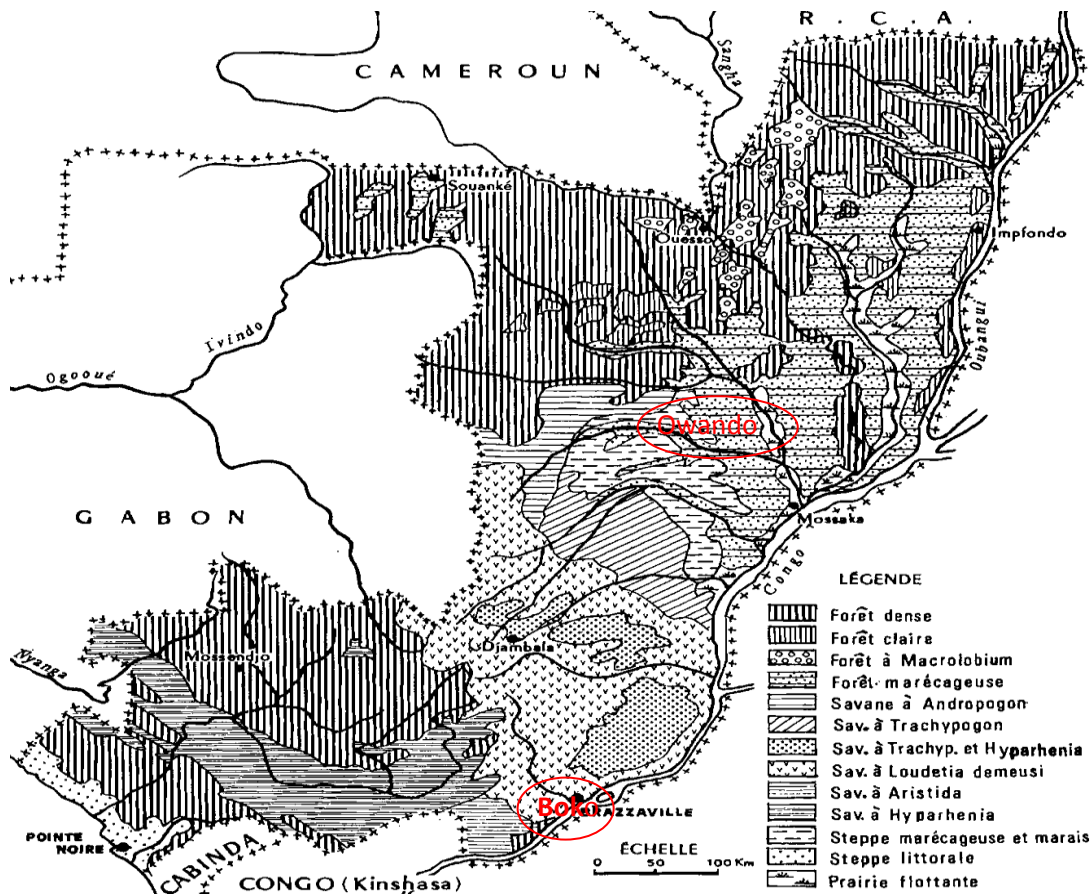 R. C. A.
CAMEROUN
Sangha
Souanké
Ouesso
Impfondo
Oubangui
Ivindo
Ogooué
Owando
GABON
Mossaka
Congo
Djambala
Mossendjo
Nyanga
Boko
BRAZZAVILLE
POINTE
NOIRE
CABINDA
CONGO (Kinshasa)
ÉCHELLE
0 50 100 Km
LÉGENDE
Forêt dense
Forêt claire
Forêt à Macrolobium
Forêt marécageuse
Savane à Andropogon
Sav. à Trachypogon
Sav. à Trachyp. et Hyparhenia
Sav. à Loudetia demeusi
Sav. à Aristida
Sav. à Hyparhenia
Steppe marécageuse et marais
Steppe littorale
Prairie flottante